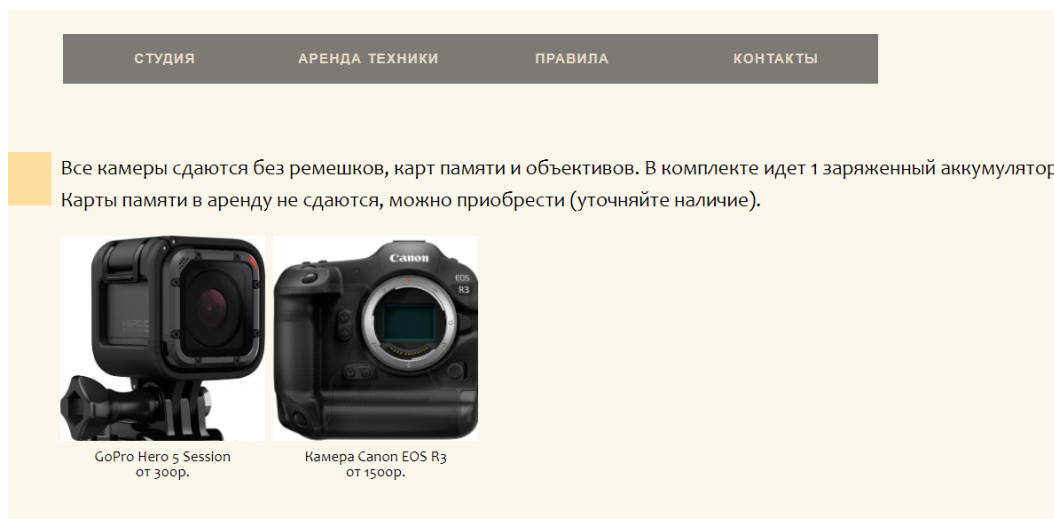 СТУДИЯ АРЕНДА ТЕХНИКИ ПРАВИЛА КОНТАКТЫ
Все камеры сдаются без ремешков, карт памяти и объективов. В комплекте идет 1 заряженный аккумулятор
Карты памяти в аренду не сдаются, можно приобрести (уточняйте наличие).
HERO
Canon
EOS
R3
GoPro Hero 5 Session
от 300р.
Камера Canon EOS R3
от 1500р.